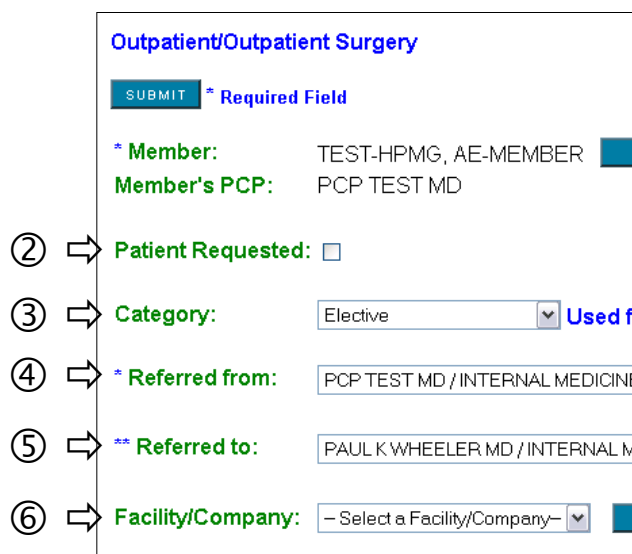 Outpatient/Outpatient Surgery
SUBMIT * Required Field
* Member: TEST-HPMG, AE-MEMBER
Member's PCP: PCP TEST MD
② Patient Requested:
③ Category: Elective Used f
④ * Referred from: PCP TEST MD / INTERNAL MEDICINE
⑤ ** Referred to: PAUL K WHEELER MD / INTERNAL M
⑥ Facility/Company: – Select a Facility/Company–